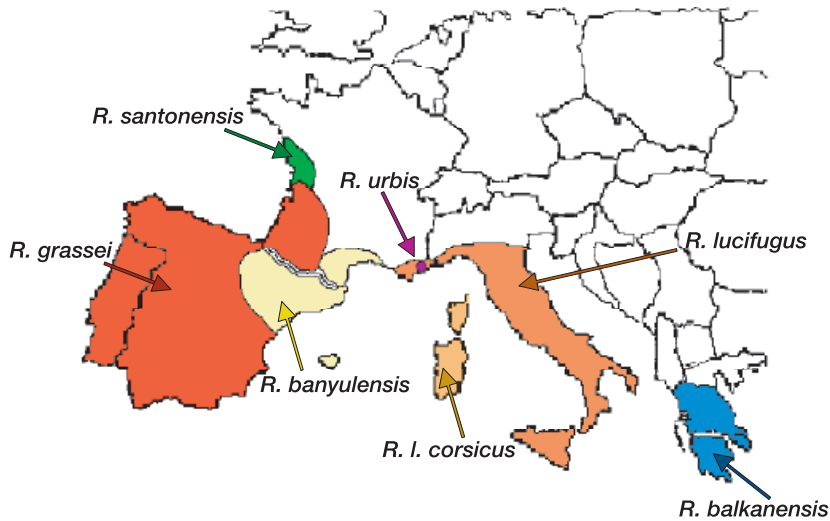 R. santonensis
R. urbis
R. grassei
R. lucifugus
R. banyulensis
R. l. corsicus
R. balkanensis